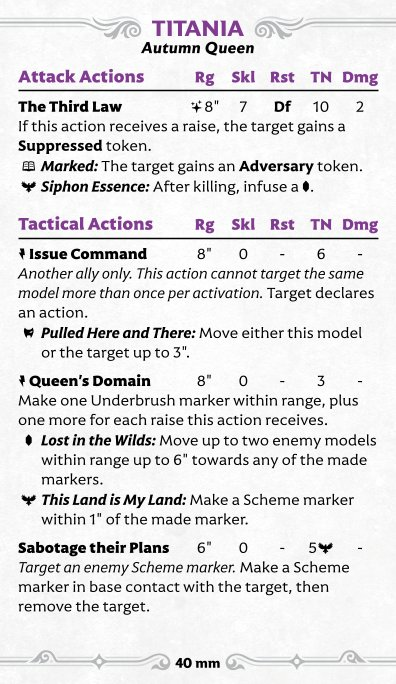 TITANIA
Autumn Queen
Attack Actions Rg Skl Rst TN Dmg
The Third Law 8" 7 Df 10 2
If this action receives a raise, the target gains a
Suppressed token.
Marked: The target gains an Adversary token.
Siphon Essence: After killing, infuse a .
Tactical Actions Rg Skl Rst TN Dmg
Issue Command 8" 0 - 6 -
Another ally only. This action cannot target the same
model more than once per activation. Target declares
an action.
Pulled Here and There: Move either this model
or the target up to 3".
Queen's Domain 8" 0 - 3 -
Make one Underbrush marker within range, plus
one more for each raise this action receives.
Lost in the Wilds: Move up to two enemy models
within range up to 6" towards any of the made
markers.
This Land is My Land: Make a Scheme marker
within 1" of the made marker.
Sabotage their Plans 6" 0 - 5 -
Target an enemy Scheme marker. Make a Scheme
marker in base contact with the target, then
remove the target.
40 mm